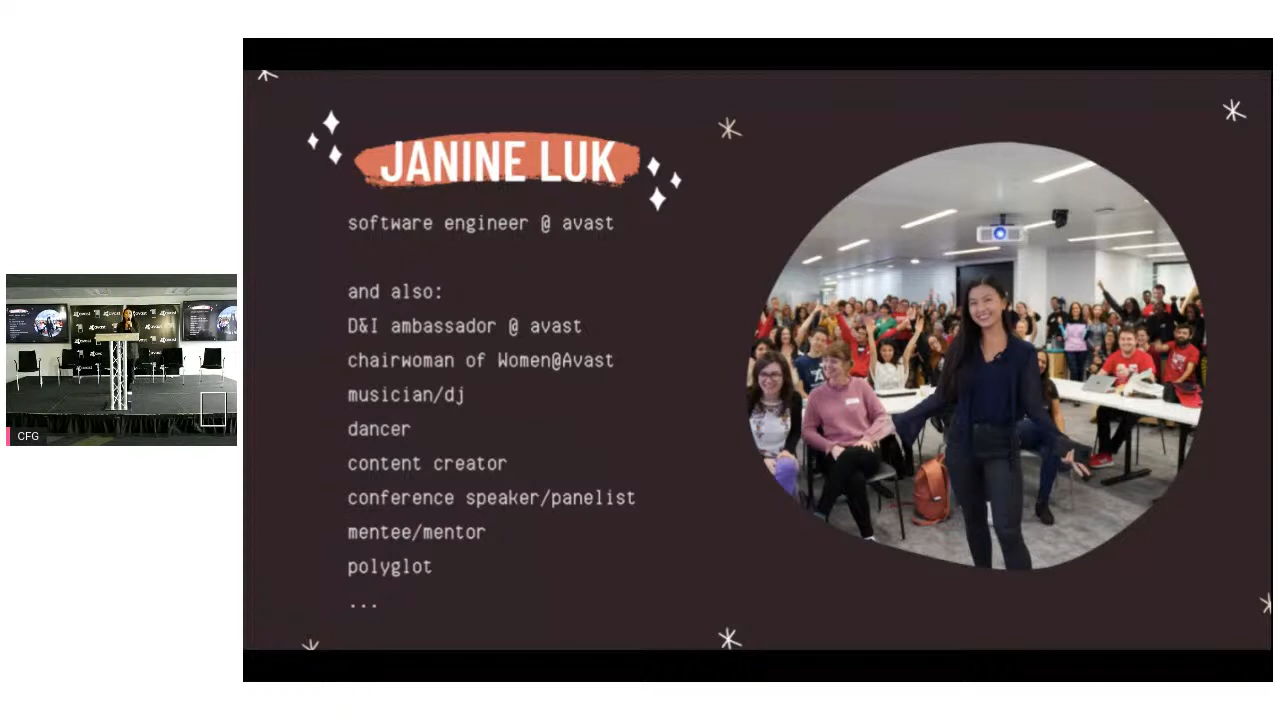 JANINE LUK
software engineer @ avast
and also:
D&I ambassador @ avast
chairwoman of Women@Avast
musician/dj
dancer
content creator
conference speaker/panelist
mentee/mentor
polyglot
...
CFG